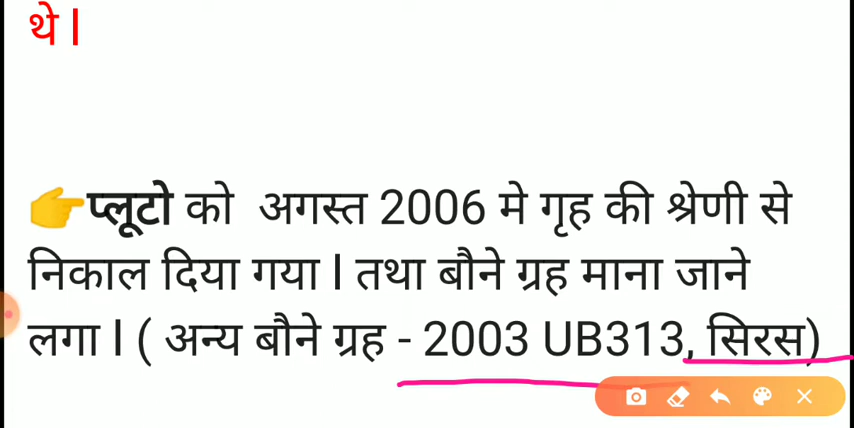 थे |
👉प्लूटो को अगस्त 2006 मे गृह की श्रेणी से
निकाल दिया गया | तथा बौने ग्रह माना जाने
लगा | ( अन्य बौने ग्रह - 2003 UB313, सिरस)